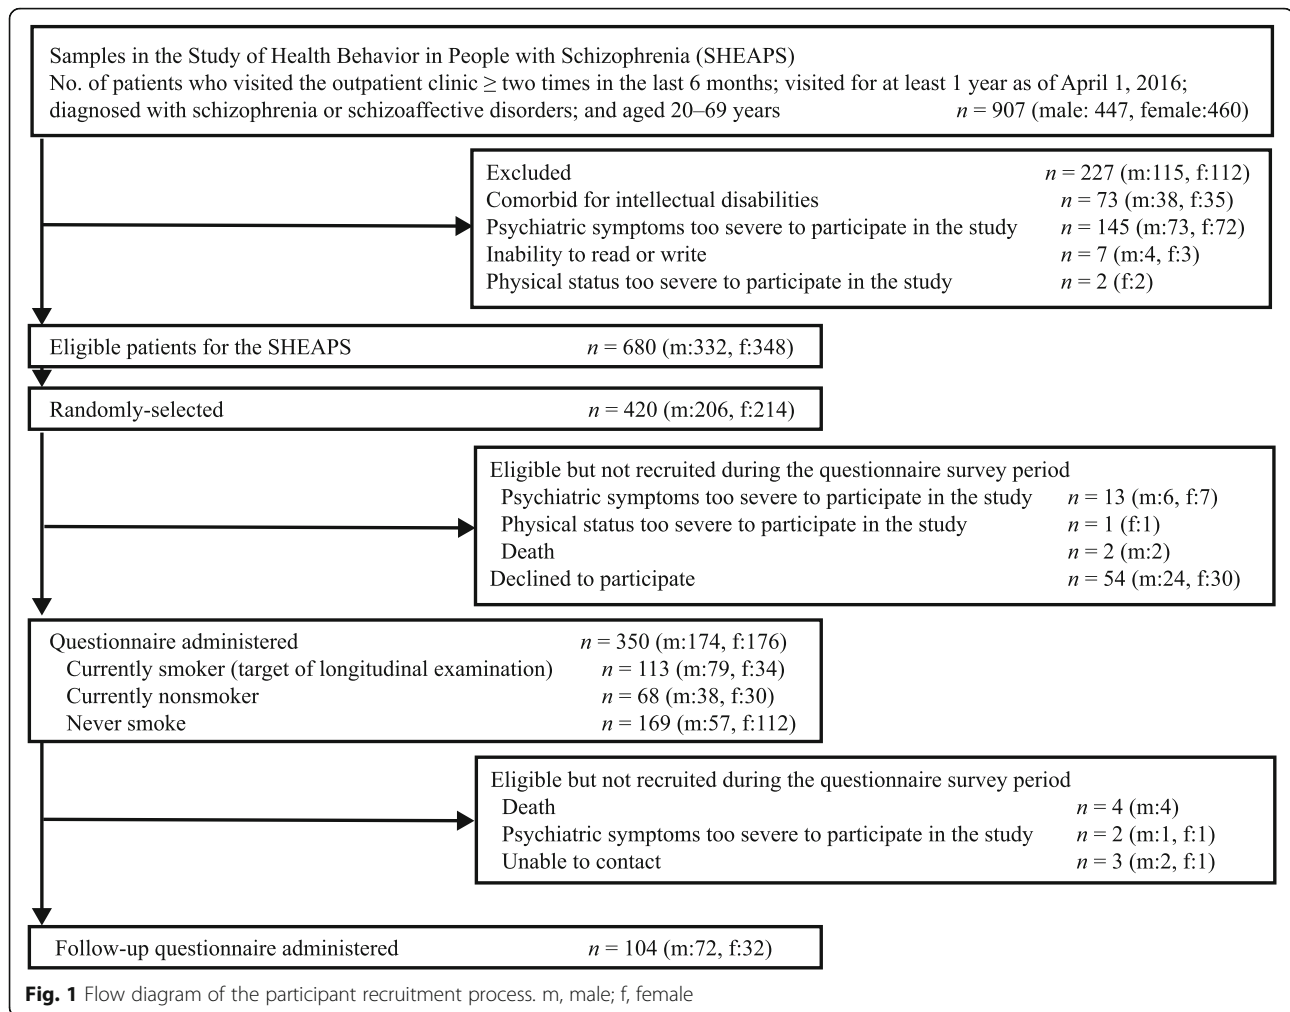 Samples in the Study of Health Behavior in People with Schizophrenia (SHEAPS)
No. of patients who visited the outpatient clinic ≥ two times in the last 6 months; visited for at least 1 year as of April 1, 2016;
diagnosed with schizophrenia or schizoaffective disorders; and aged 20–69 years n = 907 (male: 447, female:460)
Excluded n = 227 (m:115, f:112)
Comorbid for intellectual disabilities n = 73 (m:38, f:35)
Psychiatric symptoms too severe to participate in the study n = 145 (m:73, f:72)
Inability to read or write n = 7 (m:4, f:3)
Physical status too severe to participate in the study n = 2 (f:2)
Eligible patients for the SHEAPS n = 680 (m:332, f:348)
Randomly-selected n = 420 (m:206, f:214)
Eligible but not recruited during the questionnaire survey period
Psychiatric symptoms too severe to participate in the study n = 13 (m:6, f:7)
Physical status too severe to participate in the study n = 1 (f:1)
Death n = 2 (m:2)
Declined to participate n = 54 (m:24, f:30)
Questionnaire administered n = 350 (m:174, f:176)
Currently smoker (target of longitudinal examination) n = 113 (m:79, f:34)
Currently nonsmoker n = 68 (m:38, f:30)
Never smoke n = 169 (m:57, f:112)
Eligible but not recruited during the questionnaire survey period
Death n = 4 (m:4)
Psychiatric symptoms too severe to participate in the study n = 2 (m:1, f:1)
Unable to contact n = 3 (m:2, f:1)
Follow-up questionnaire administered n = 104 (m:72, f:32)
Fig. 1 Flow diagram of the participant recruitment process. m, male; f, female